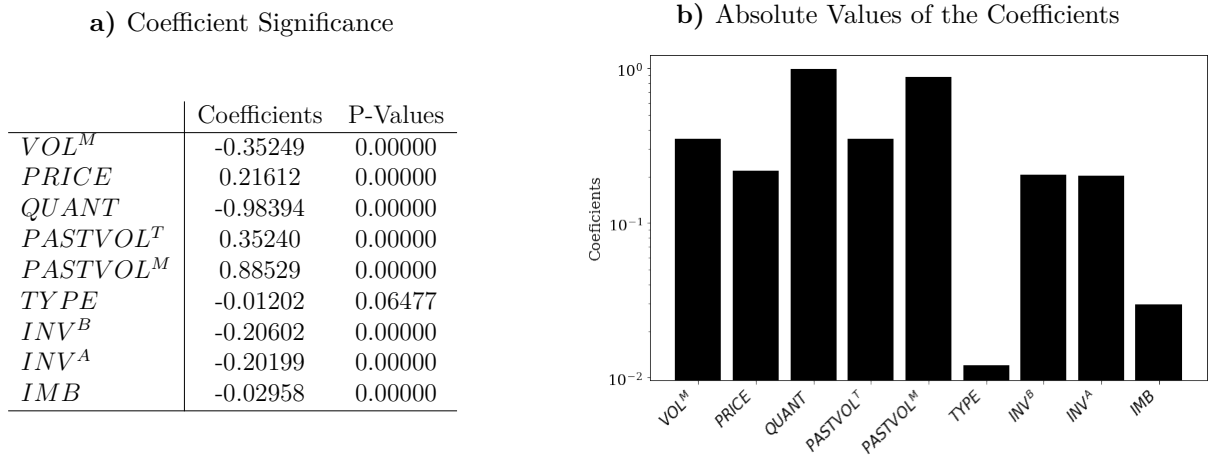 a) Coefficient Significance
Coefficients P-Values
VOL^M -0.35249 0.00000
PRICE 0.21612 0.00000
QUANT -0.98394 0.00000
PASTVOL^T 0.35240 0.00000
PASTVOL^M 0.88529 0.00000
TYPE -0.01202 0.06477
INV^B -0.20602 0.00000
INV^A -0.20199 0.00000
IMB -0.02958 0.00000
b) Absolute Values of the Coefficients
10^0
10^-1
10^-2
Coeficients
VOL^M PRICE QUANT PASTVOL^T PASTVOL^M TYPE INV^B INV^A IMB